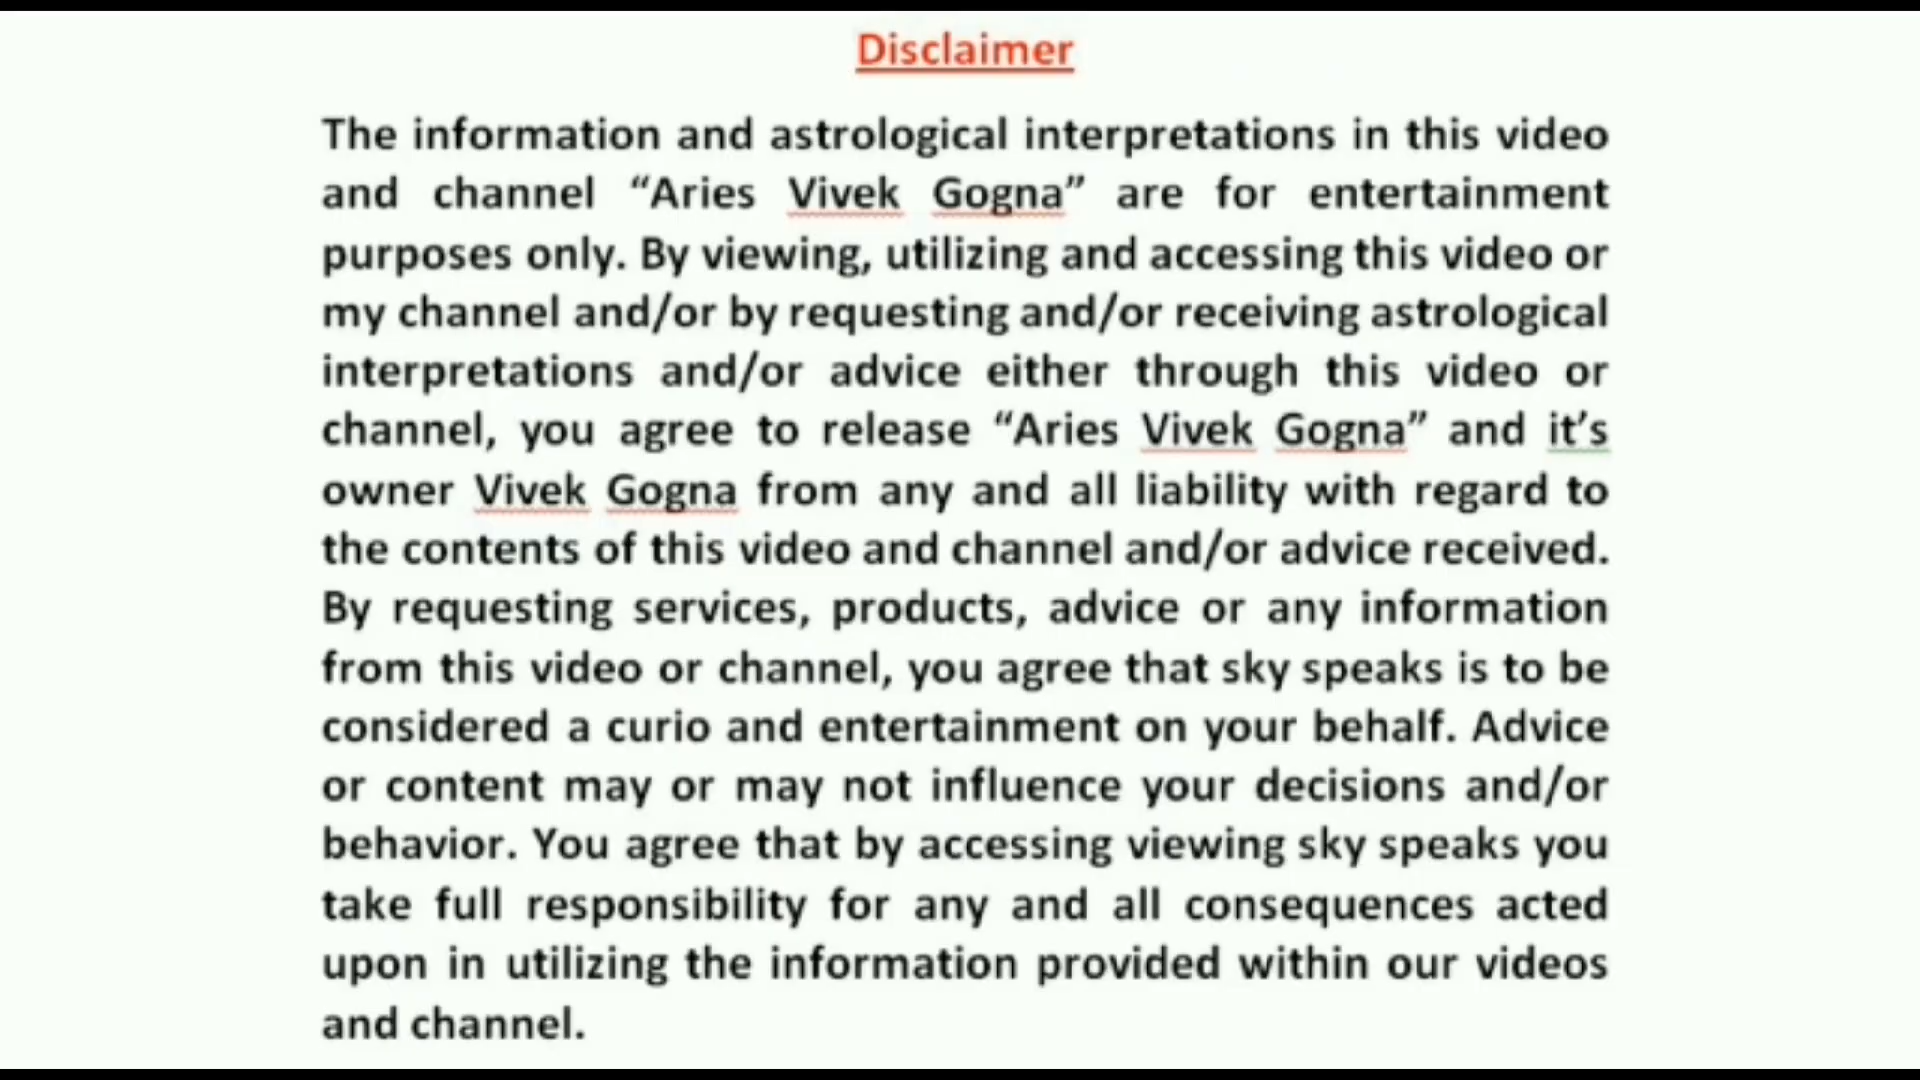 Disclaimer
The information and astrological interpretations in this video
and channel “Aries Vivek Gogna” are for entertainment
purposes only. By viewing, utilizing and accessing this video or
my channel and/or by requesting and/or receiving astrological
interpretations and/or advice either through this video or
channel, you agree to release “Aries Vivek Gogna” and it’s
owner Vivek Gogna from any and all liability with regard to
the contents of this video and channel and/or advice received.
By requesting services, products, advice or any information
from this video or channel, you agree that sky speaks is to be
considered a curio and entertainment on your behalf. Advice
or content may or may not influence your decisions and/or
behavior. You agree that by accessing viewing sky speaks you
take full responsibility for any and all consequences acted
upon in utilizing the information provided within our videos
and channel.